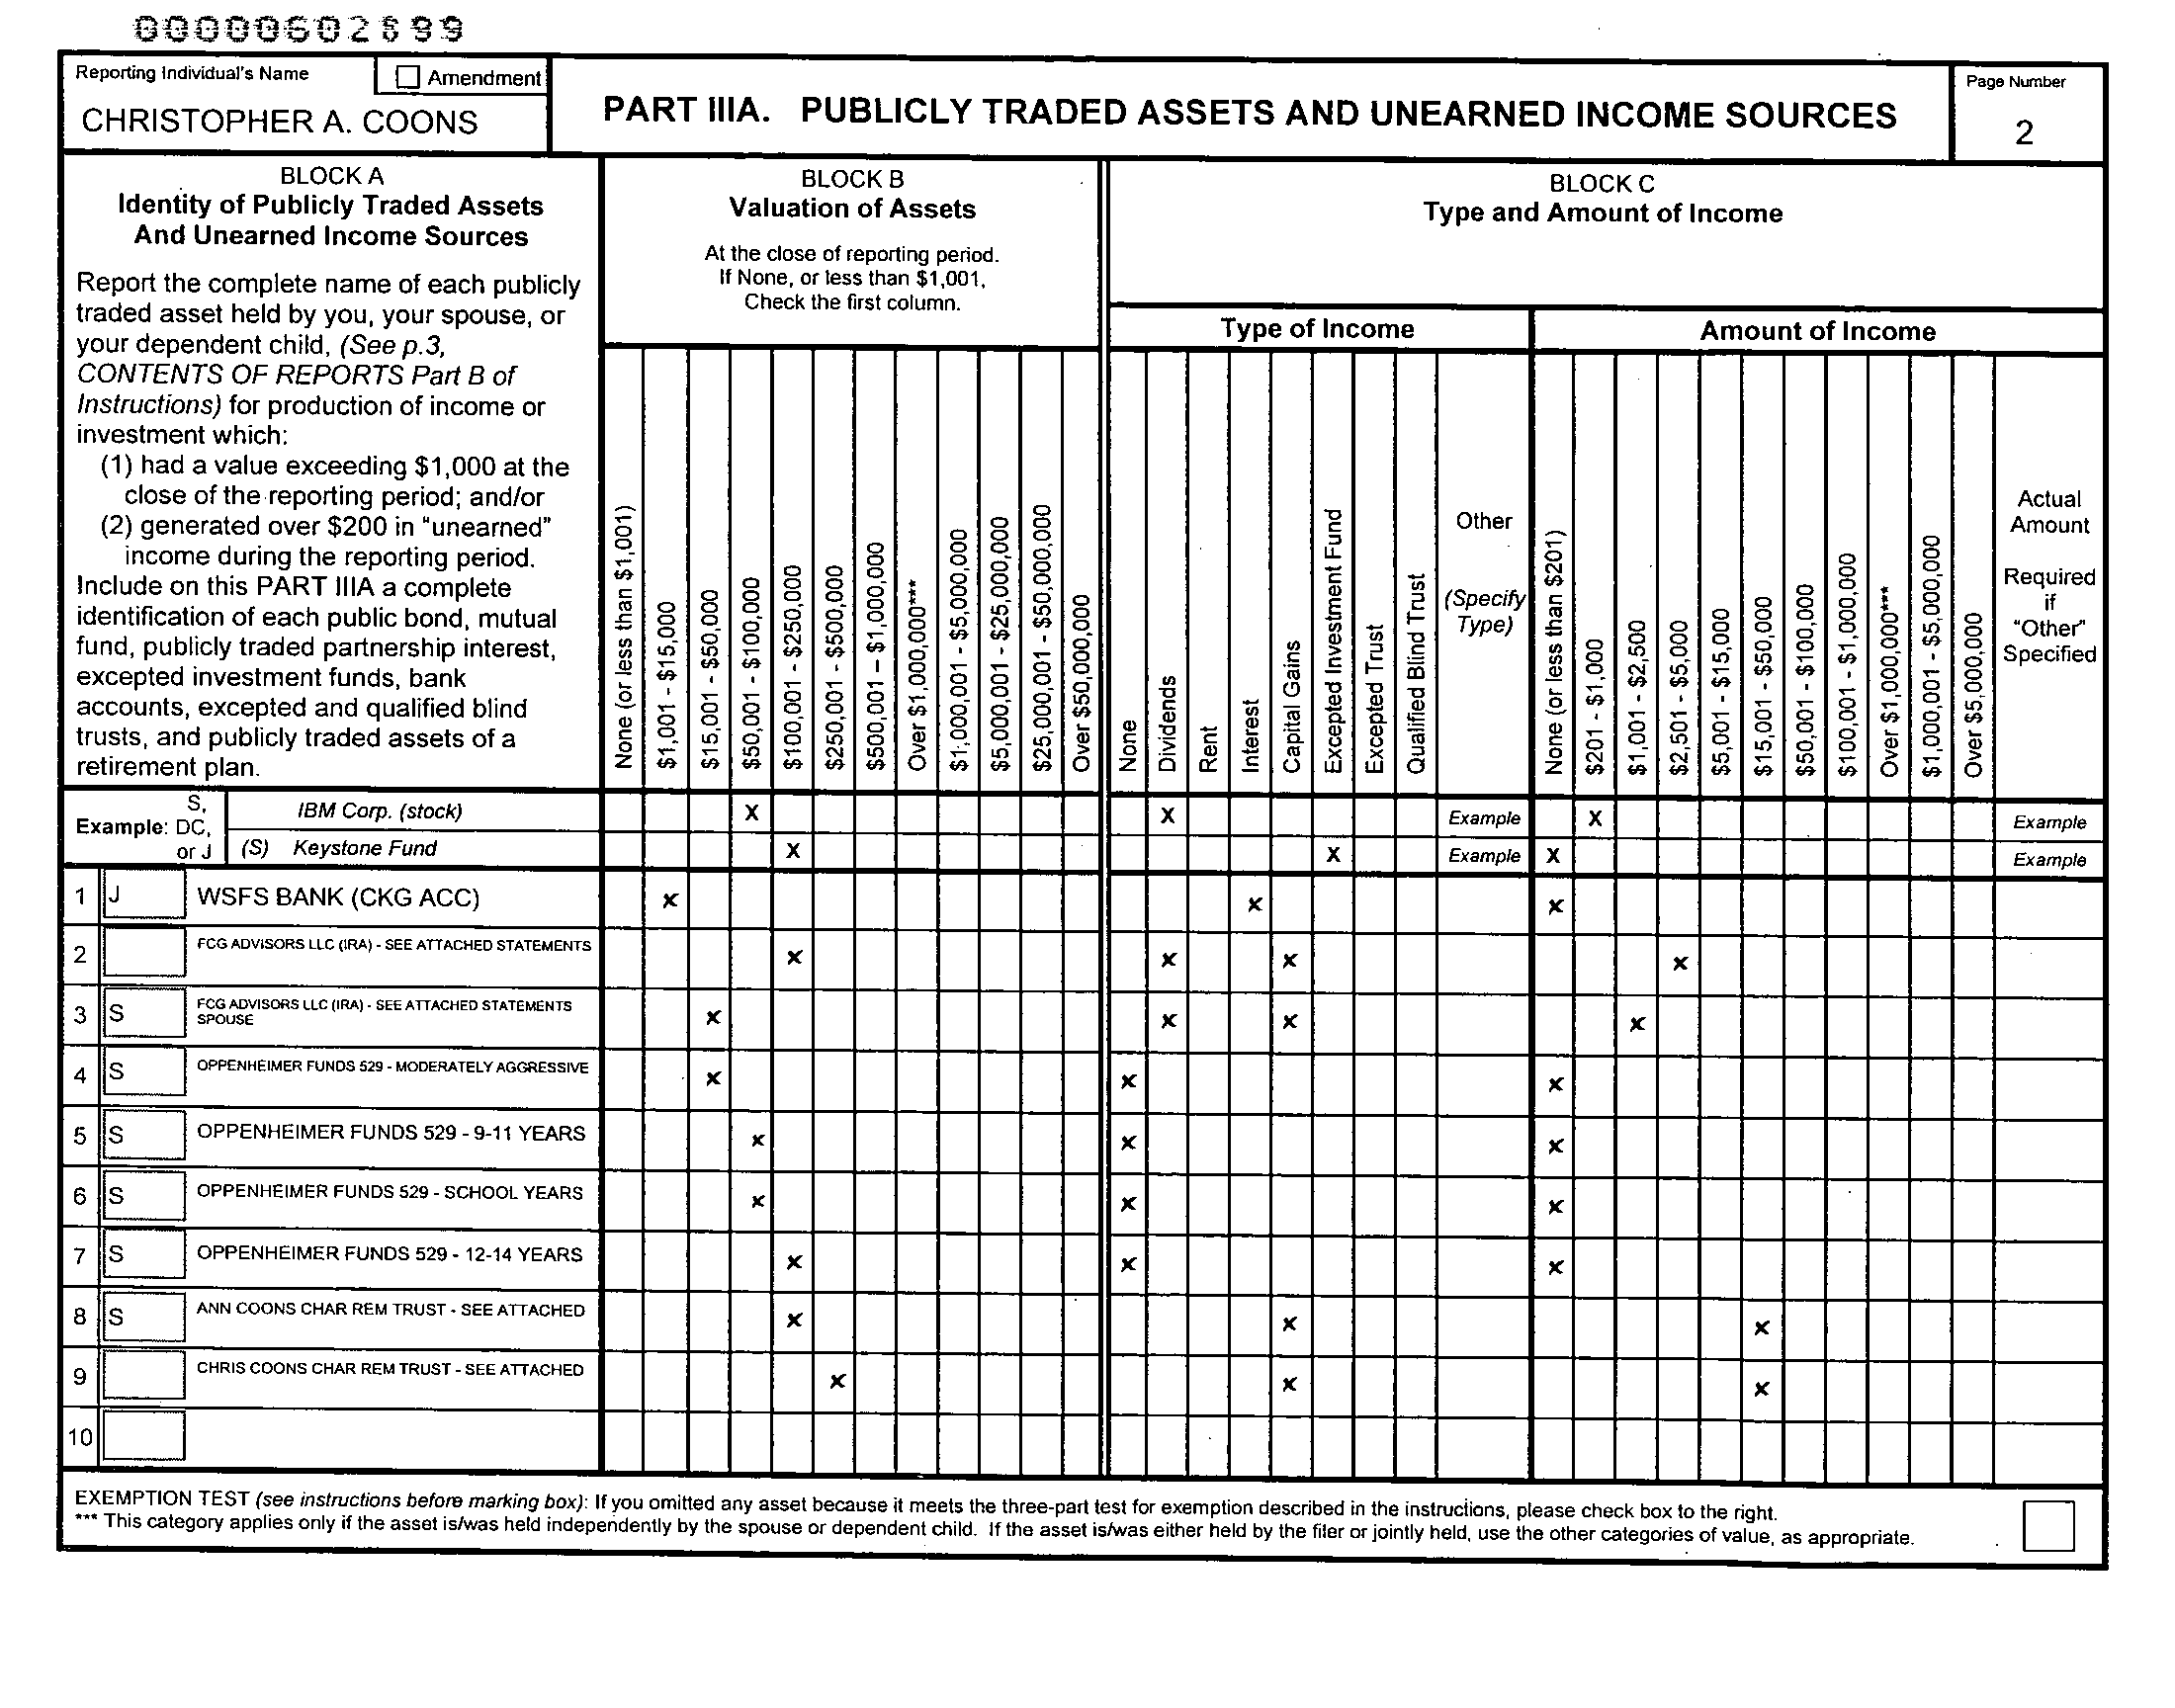 00000602899
Reporting Individual's Name
Amendment
CHRISTOPHER A. COONS
PART IIIA. PUBLICLY TRADED ASSETS AND UNEARNED INCOME SOURCES
Page Number
2
BLOCK A
Identity of Publicly Traded Assets
And Unearned Income Sources
Report the complete name of each publicly
traded asset held by you, your spouse, or
your dependent child, (See p.3,
CONTENTS OF REPORTS Part B of
Instructions) for production of income or
investment which:
(1) had a value exceeding $1,000 at the
close of the reporting period; and/or
(2) generated over $200 in "unearned"
income during the reporting period.
Include on this PART IIIA a complete
identification of each public bond, mutual
fund, publicly traded partnership interest,
excepted investment funds, bank
accounts, excepted and qualified blind
trusts, and publicly traded assets of a
retirement plan.
BLOCK B
Valuation of Assets
At the close of reporting period.
If None, or less than $1,001,
Check the first column.
None (or less than $1,001)
$1,001 - $15,000
$15,001 - $50,000
$50,001 - $100,000
$100,001 - $250,000
$250,001 - $500,000
$500,001 – $1,000,000
Over $1,000,000***
$1,000,001 - $5,000,000
$5,000,001 - $25,000,000
$25,000,001 - $50,000,000
Over $50,000,000
BLOCK C
Type and Amount of Income
Type of Income
None
Dividends
Rent
Interest
Capital Gains
Excepted Investment Fund
Excepted Trust
Qualified Blind Trust
Other
(Specify
Type)
Amount of Income
None (or less than $201)
$201 - $1,000
$1,001 - $2,500
$2,501 - $5,000
$5,001 - $15,000
$15,001 - $50,000
$50,001 - $100,000
$100,001 - $1,000,000
Over $1,000,000***
$1,000,001 - $5,000,000
Over $5,000,000
Actual
Amount
Required
if
"Other"
Specified
Example:
S,
DC,
or J
IBM Corp. (stock) X X Example X Example
(S) Keystone Fund X X Example X Example
1 J WSFS BANK (CKG ACC) x x x
2 FCG ADVISORS LLC (IRA) - SEE ATTACHED STATEMENTS x x x x
3 S FCG ADVISORS LLC (IRA) - SEE ATTACHED STATEMENTS
SPOUSE x x x x
4 S OPPENHEIMER FUNDS 529 - MODERATELY AGGRESSIVE x x x
5 S OPPENHEIMER FUNDS 529 - 9-11 YEARS x x x
6 S OPPENHEIMER FUNDS 529 - SCHOOL YEARS x x x
7 S OPPENHEIMER FUNDS 529 - 12-14 YEARS x x x
8 S ANN COONS CHAR REM TRUST - SEE ATTACHED x x x
9 CHRIS COONS CHAR REM TRUST - SEE ATTACHED x x x
10
EXEMPTION TEST (see instructions before marking box): If you omitted any asset because it meets the three-part test for exemption described in the instructions, please check box to the right.
*** This category applies only if the asset is/was held independently by the spouse or dependent child. If the asset is/was either held by the filer or jointly held, use the other categories of value, as appropriate.